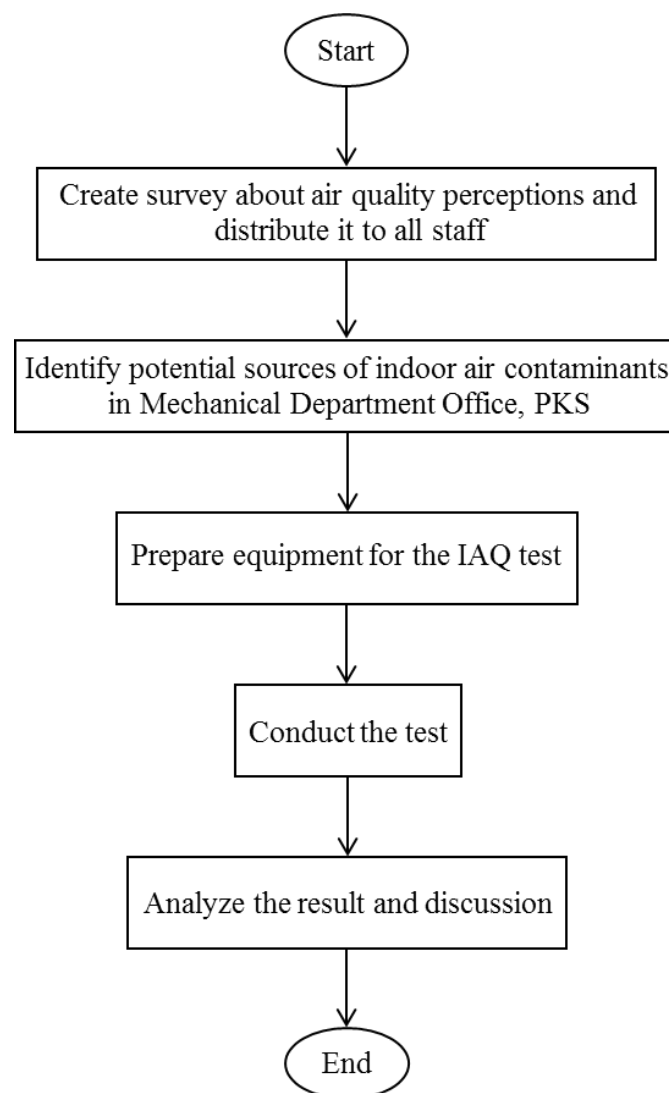 Start
Create survey about air quality perceptions and
distribute it to all staff
Identify potential sources of indoor air contaminants
in Mechanical Department Office, PKS
Prepare equipment for the IAQ test
Conduct the test
Analyze the result and discussion
End